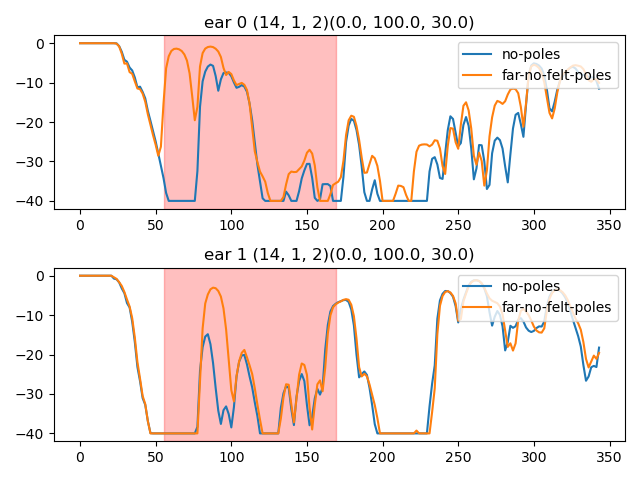 ear 0 (14, 1, 2)(0.0, 100.0, 30.0)
0
−10
−20
−30
−40
no-poles
far-no-felt-poles
0 50 100 150 200 250 300 350
ear 1 (14, 1, 2)(0.0, 100.0, 30.0)
0
−10
−20
−30
−40
no-poles
far-no-felt-poles
0 50 100 150 200 250 300 350